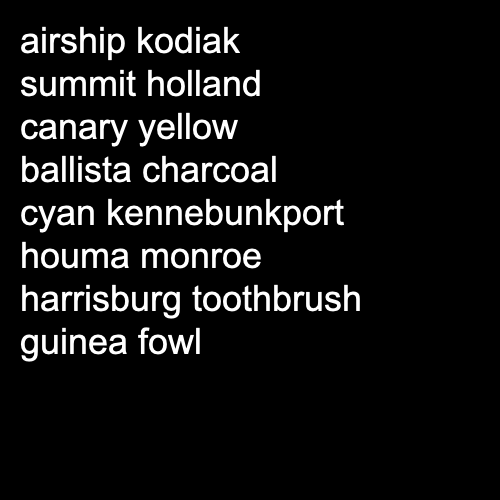 airship kodiak
summit holland
canary yellow
ballista charcoal
cyan kennebunkport
houma monroe
harrisburg toothbrush
guinea fowl